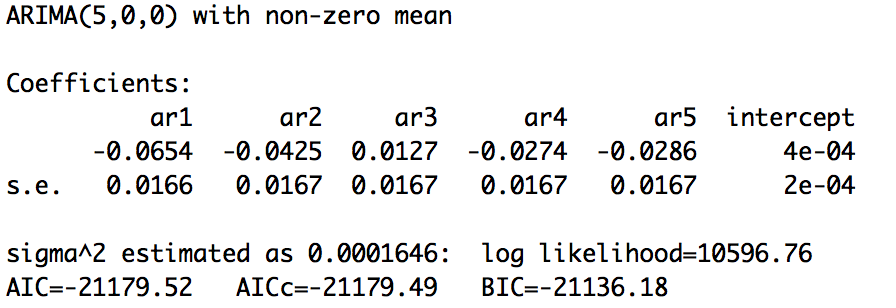 ARIMA(5,0,0) with non-zero mean
Coefficients:
ar1 ar2 ar3 ar4 ar5 intercept
-0.0654 -0.0425 0.0127 -0.0274 -0.0286 4e-04
s.e. 0.0166 0.0167 0.0167 0.0167 0.0167 2e-04
sigma^2 estimated as 0.0001646: log likelihood=10596.76
AIC=-21179.52 AICc=-21179.49 BIC=-21136.18